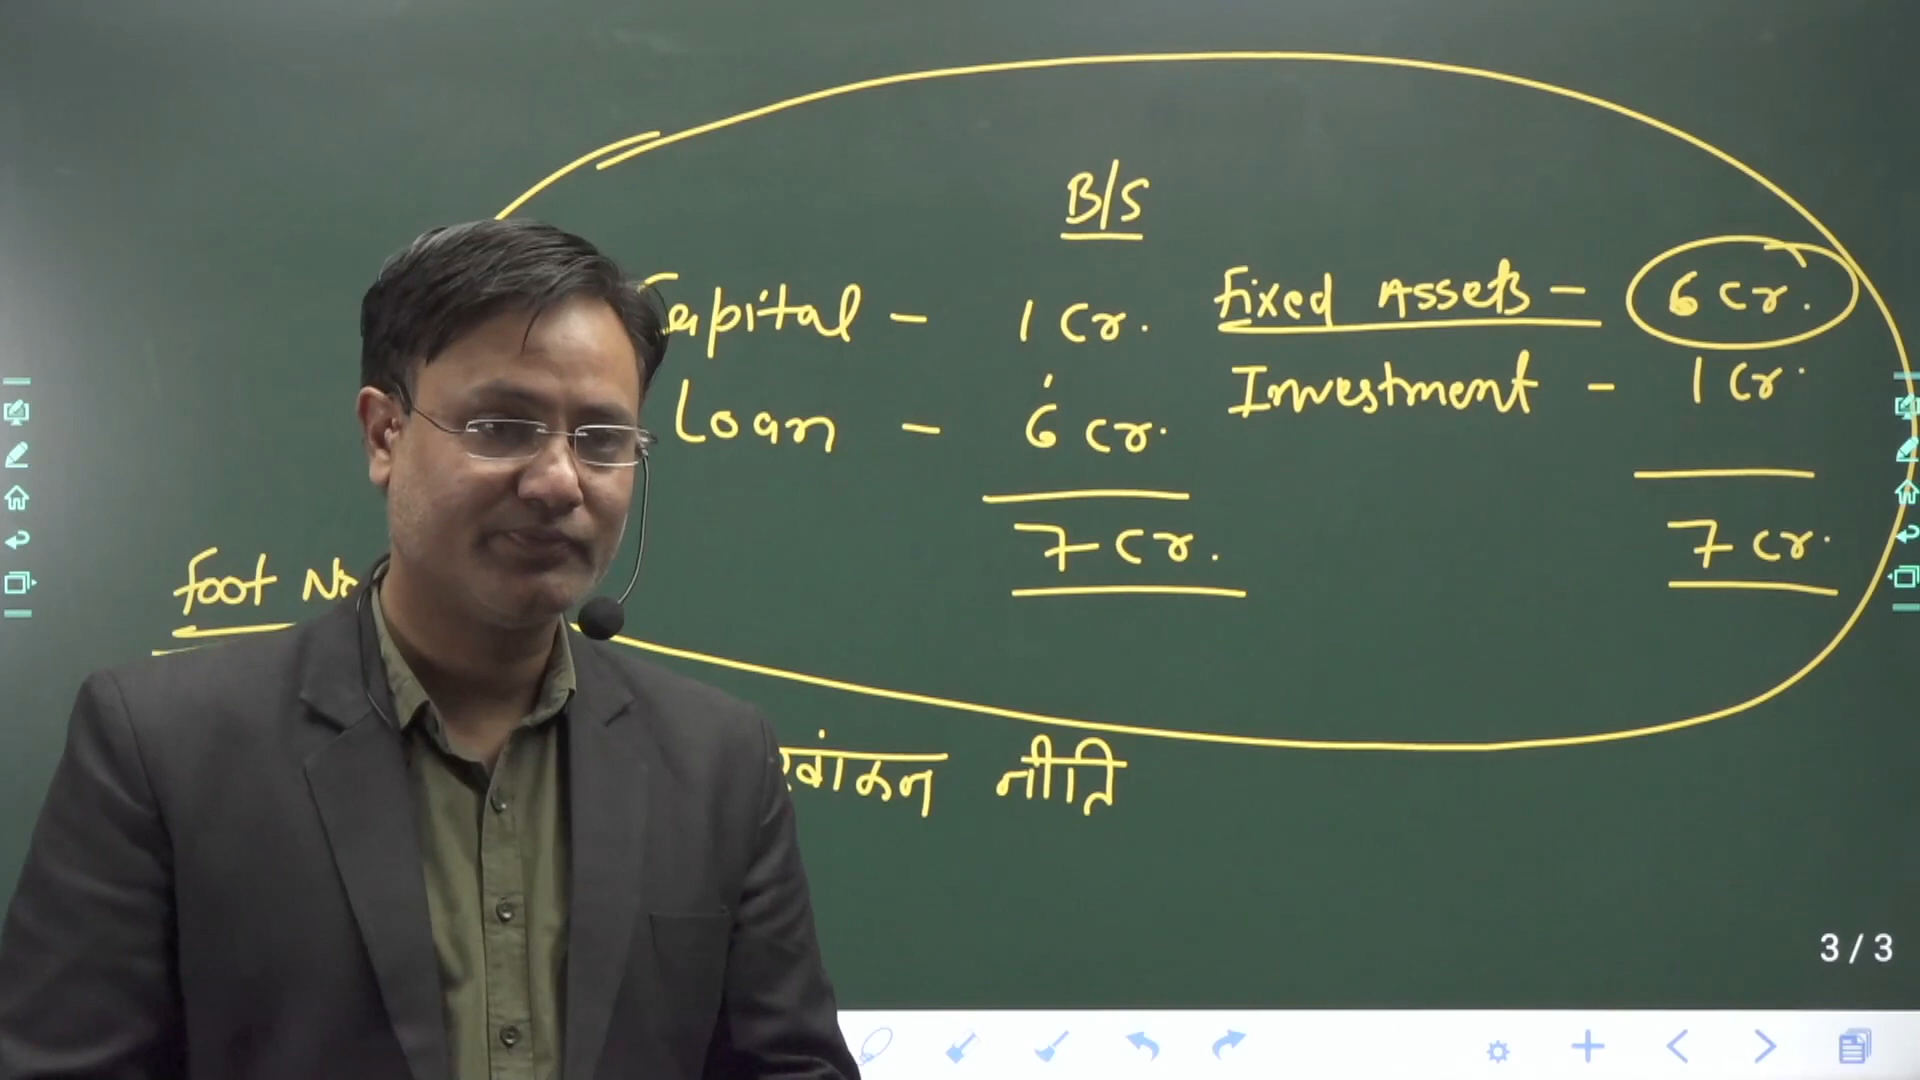 B/S
Capital - 1 Cr. Fixed Assets - 6 Cr.
Loan - 6 Cr. Investment - 1 Cr.
7 Cr. 7 Cr.
Foot
नीति
3 / 3